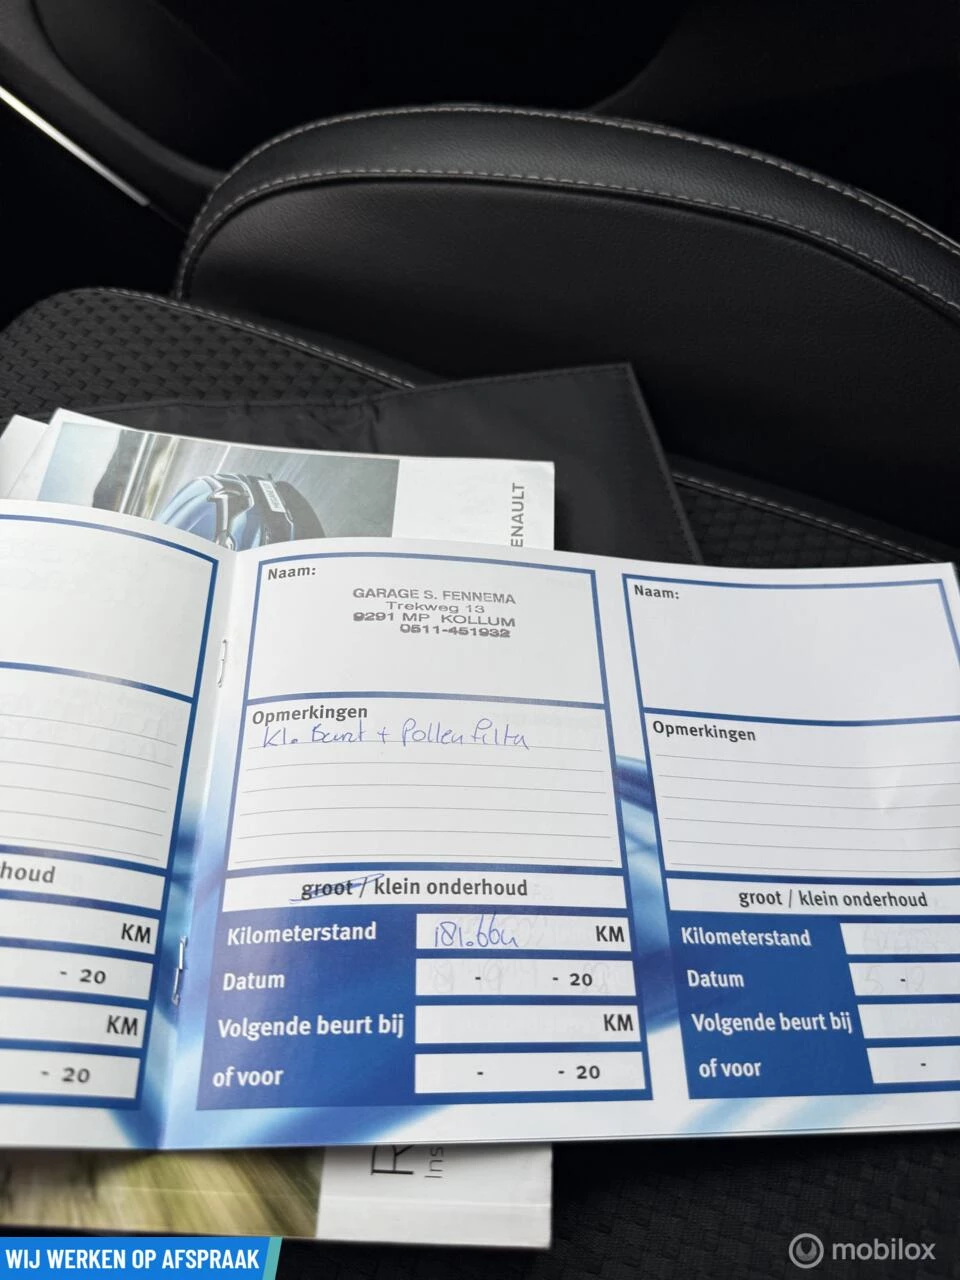 ENAULT
Naam:
GARAGE S. FENNEMA
Trekweg 13
9291 MP KOLLUM
0511-451932
Opmerkingen
Kl. Beurt + Pollenfilter
groot / klein onderhoud
Kilometerstand 181.664 KM
Datum - - 20
Volgende beurt bij KM
of voor - - 20
Naam:
Opmerkingen
groot / klein onderhoud
Kilometerstand
Datum -
Volgende beurt bij
of voor -
houd
KM
- 20
KM
- 20
R
Ins
WIJ WERKEN OP AFSPRAAK
mobilox